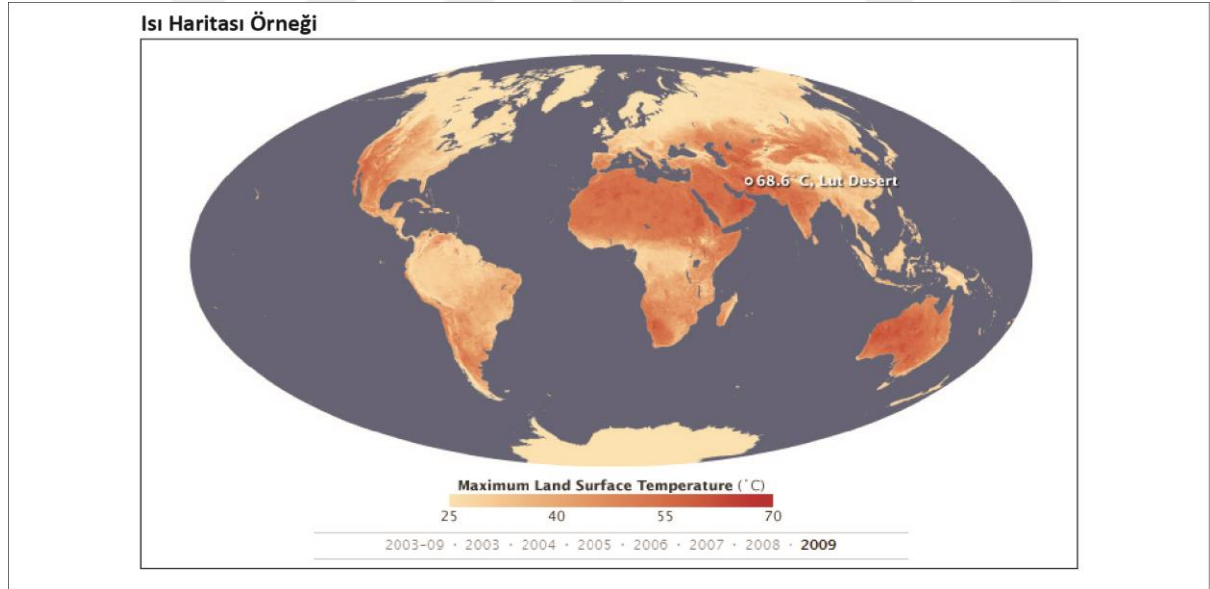 Isı Haritası Örneği
68.6°C, Lut Desert
Maximum Land Surface Temperature (°C)
25 40 55 70
2003-09 · 2003 · 2004 · 2005 · 2006 · 2007 · 2008 · 2009